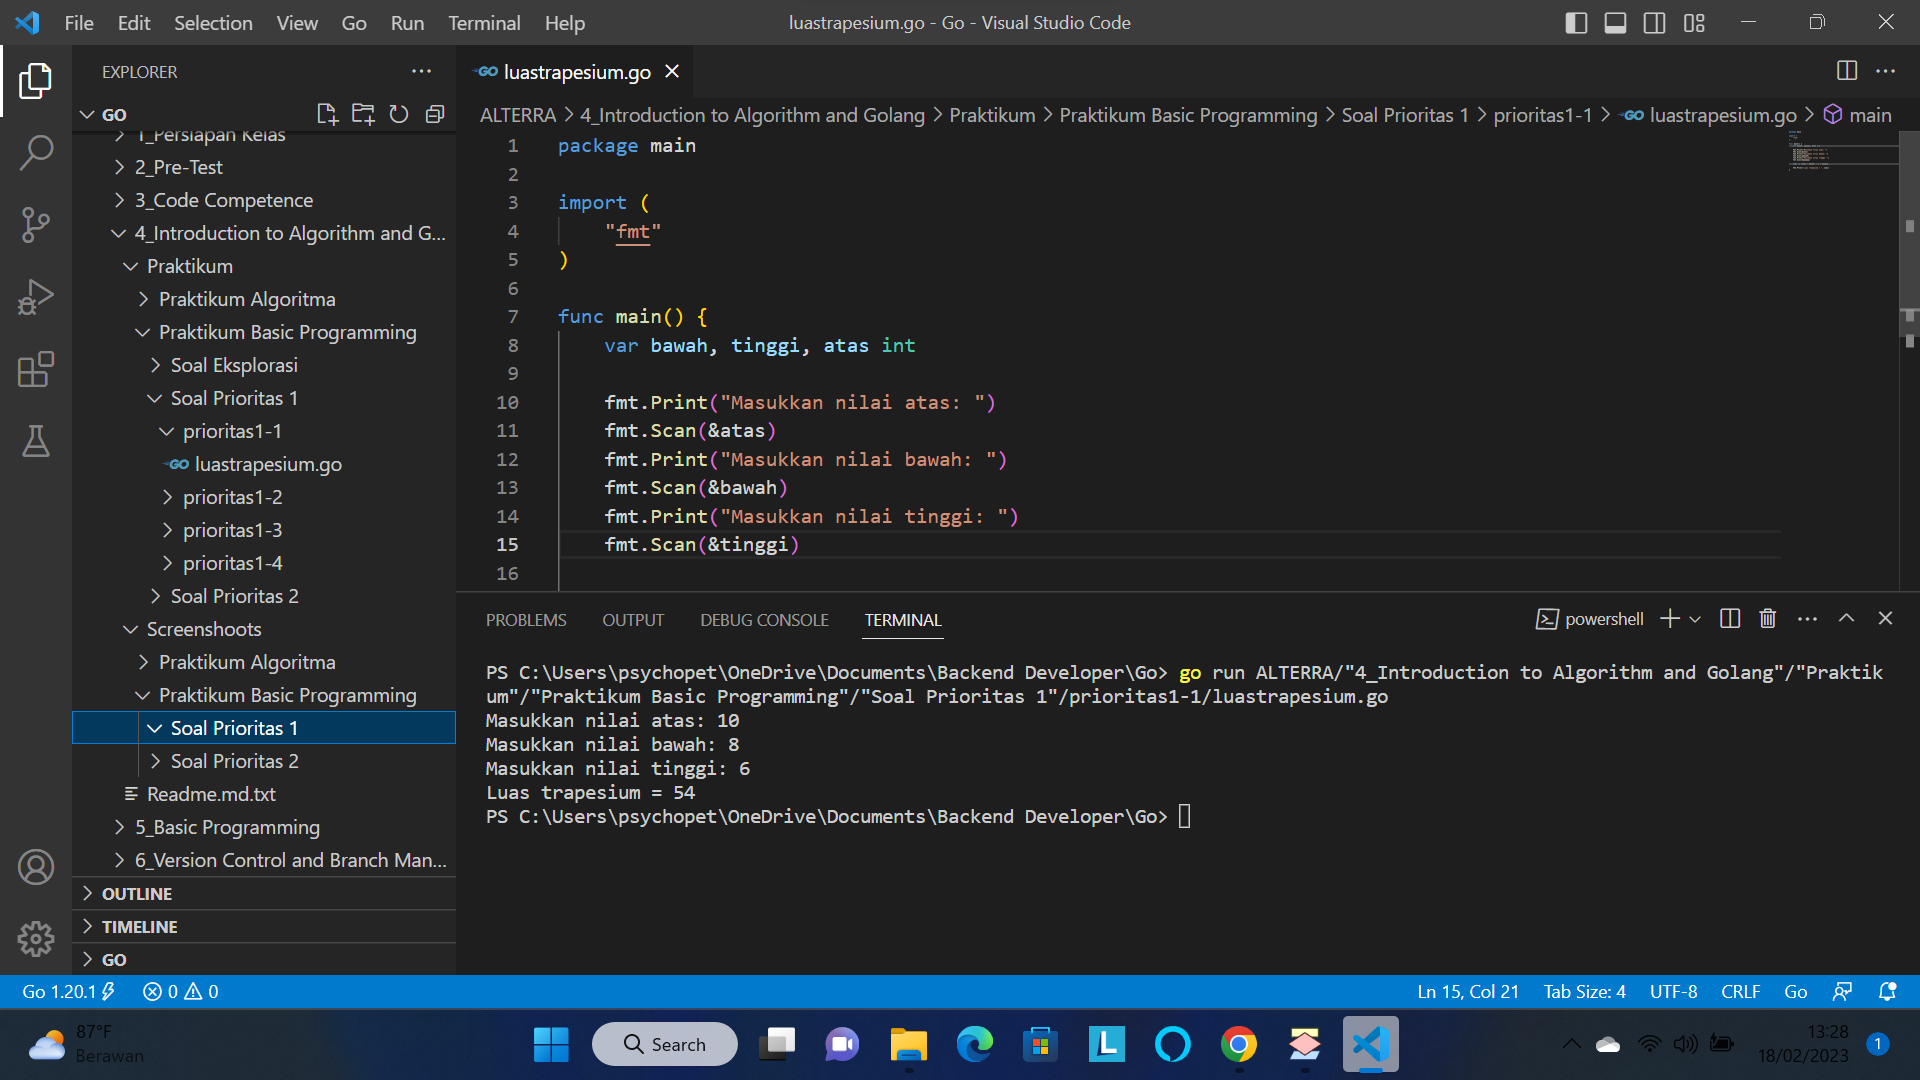 File Edit Selection View Go Run Terminal Help
luastrapesium.go - Go - Visual Studio Code
EXPLORER
GO
1_Persiapan Kelas
2_Pre-Test
3_Code Competence
4_Introduction to Algorithm and G...
Praktikum
Praktikum Algoritma
Praktikum Basic Programming
Soal Eksplorasi
Soal Prioritas 1
prioritas1-1
GO luastrapesium.go
prioritas1-2
prioritas1-3
prioritas1-4
Soal Prioritas 2
Screenshoots
Praktikum Algoritma
Praktikum Basic Programming
Soal Prioritas 1
Soal Prioritas 2
Readme.md.txt
5_Basic Programming
6_Version Control and Branch Man...
OUTLINE
TIMELINE
GO
GO luastrapesium.go
ALTERRA > 4_Introduction to Algorithm and Golang > Praktikum > Praktikum Basic Programming > Soal Prioritas 1 > prioritas1-1 > GO luastrapesium.go > main
1 package main
2
3 import (
4 "fmt"
5 )
6
7 func main() {
8 var bawah, tinggi, atas int
9
10 fmt.Print("Masukkan nilai atas: ")
11 fmt.Scan(&atas)
12 fmt.Print("Masukkan nilai bawah: ")
13 fmt.Scan(&bawah)
14 fmt.Print("Masukkan nilai tinggi: ")
15 fmt.Scan(&tinggi)
16
PROBLEMS OUTPUT DEBUG CONSOLE TERMINAL
powershell
PS C:\Users\psychopet\OneDrive\Documents\Backend Developer\Go> go run ALTERRA/"4_Introduction to Algorithm and Golang"/"Praktik
um"/"Praktikum Basic Programming"/"Soal Prioritas 1"/prioritas1-1/luastrapesium.go
Masukkan nilai atas: 10
Masukkan nilai bawah: 8
Masukkan nilai tinggi: 6
Luas trapesium = 54
PS C:\Users\psychopet\OneDrive\Documents\Backend Developer\Go>
Go 1.20.1 0 0
Ln 15, Col 21 Tab Size: 4 UTF-8 CRLF Go
87°F
Berawan
Search
L
13:28
18/02/2023
1